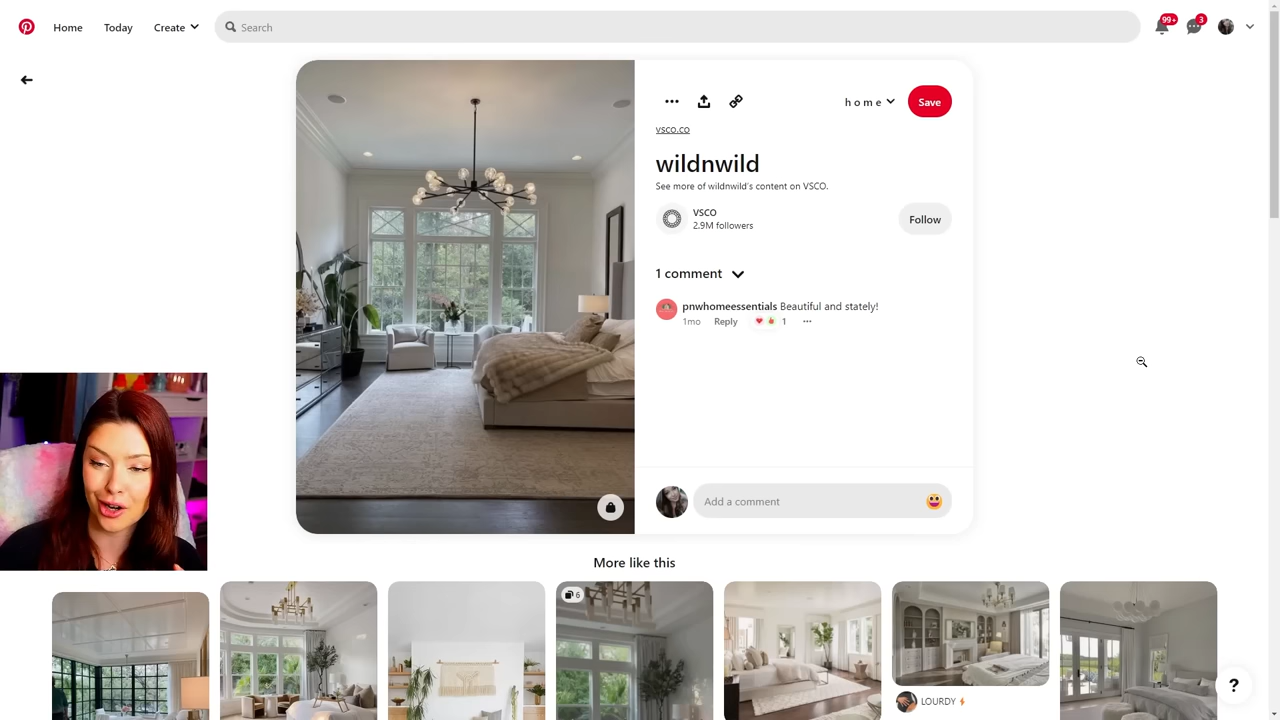 Home
Today
Create
Search
99+
3
h o m e
Save
vsco.co
wildnwild
See more of wildnwild's content on VSCO.
VSCO
2.9M followers
Follow
1 comment
pnwhomeessentials Beautiful and stately!
1mo
Reply
1
Add a comment
More like this
6
LOURDY
?